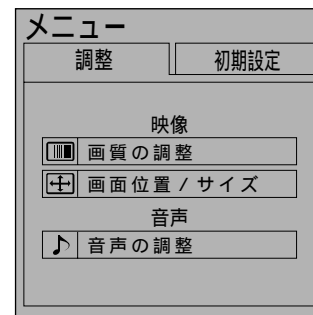 メニュー
調整 初期設定
映像
画質の調整
画面位置 / サイズ
音声
音声の調整